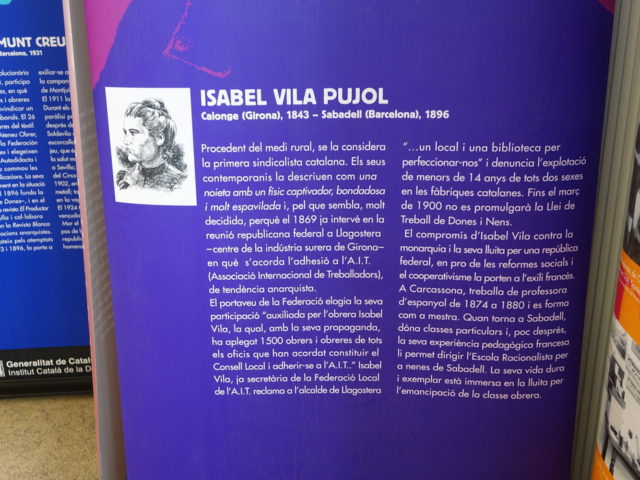 MUNT CREU
Barcelona, 1931
ISABEL VILA PUJOL
Calonge (Girona), 1843 – Sabadell (Barcelona), 1896
Procedent del medi rural, se la considera
la primera sindicalista catalana. Els seus
contemporanis la descriuen com una
noieta amb un físic captivador, bondadosa
i molt espavilada i, pel que sembla, molt
decidida, perquè el 1869 ja intervé en la
reunió republicana federal a Llagostera
–centre de la indústria surera de Girona–
en què s'acorda l'adhesió a l'A.I.T.
(Associació Internacional de Treballadors),
de tendència anarquista.
El portaveu de la Federació elogia la seva
participació "auxiliada per l'obrera Isabel
Vila, la qual, amb la seva propaganda,
ha aplegat 1500 obrers i obreres de tots
els oficis que han acordat constituir el
Consell Local i adherir-se a l'A.I.T.." Isabel
Vila, ja secretària de la Federació Local
de l'A.I.T. reclama a l'alcalde de Llagostera
"...un local i una biblioteca per
perfeccionar-nos" i denuncia l'explotació
de menors de 14 anys de tots dos sexes
en les fàbriques catalanes. Fins el març
de 1900 no es promulgarà la Llei de
Treball de Dones i Nens.
El compromís d'Isabel Vila contra la
monarquia i la seva lluita per una república
federal, en pro de les reformes socials i
el cooperativisme la porten a l'exili francès.
A Carcassona, treballa de professora
d'espanyol de 1874 a 1880 i es forma
com a mestra. Quan torna a Sabadell,
dóna classes particulars i, poc després,
la seva experiència pedagògica francesa
li permet dirigir l'Escola Racionalista per
a nenes de Sabadell. La seva vida dura
i exemplar està immersa en la lluita per
l'emancipació de la classe obrera.
Generalitat de Catal
Institut Català de la D